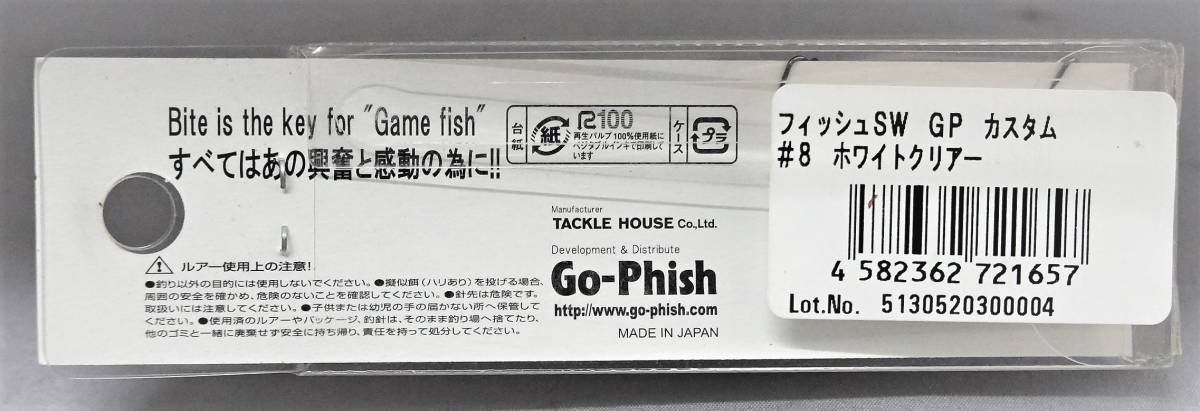 Bite is the key for "Game fish"
すべてはあの興奮と感動の為に!!
台紙
紙
R100
再生パルプ100%使用紙に
ベジタブルインキで印刷して
います
ケース
プラ
Manufacturer
TACKLE HOUSE Co.,Ltd.
Development & Distribute
Go-Phish
http://www.go-phish.com
MADE IN JAPAN
ルアー使用上の注意!
●釣り以外の目的には使用しないでください。●擬似餌(ハリあり)を投げる場合、
周囲の安全を確かめ、危険のないことを確認してください。●針先は危険です。
取扱いには注意してください。●子供または幼児の手の届かない所へ保管して
ください。●使用済のルアーやパッケージ、釣針は、そのまま釣り場へ捨てたり、
他のゴミと一緒に廃棄せず安全に持ち帰り、責任を持って処分してください。
フィッシュSW GP カスタム
#8 ホワイトクリアー
4 582362 721657
Lot.No. 5130520300004